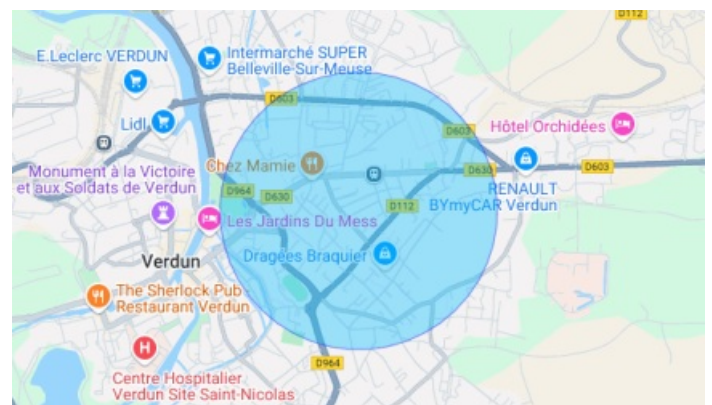 D112
E.Leclerc VERDUN
Intermarché SUPER
Belleville-Sur-Meuse
D603
Lidl
Hôtel Orchidées
D603
Chez Mamie
D603
Monument à la Victoire
et aux Soldats de Verdun
D630
RENAULT
BYmyCAR Verdun
D964
D630
D112
Les Jardins Du Mess
Dragées Braquier
Verdun
The Sherlock Pub
Restaurant Verdun
H
D964
Centre Hospitalier
Verdun Site Saint-Nicolas